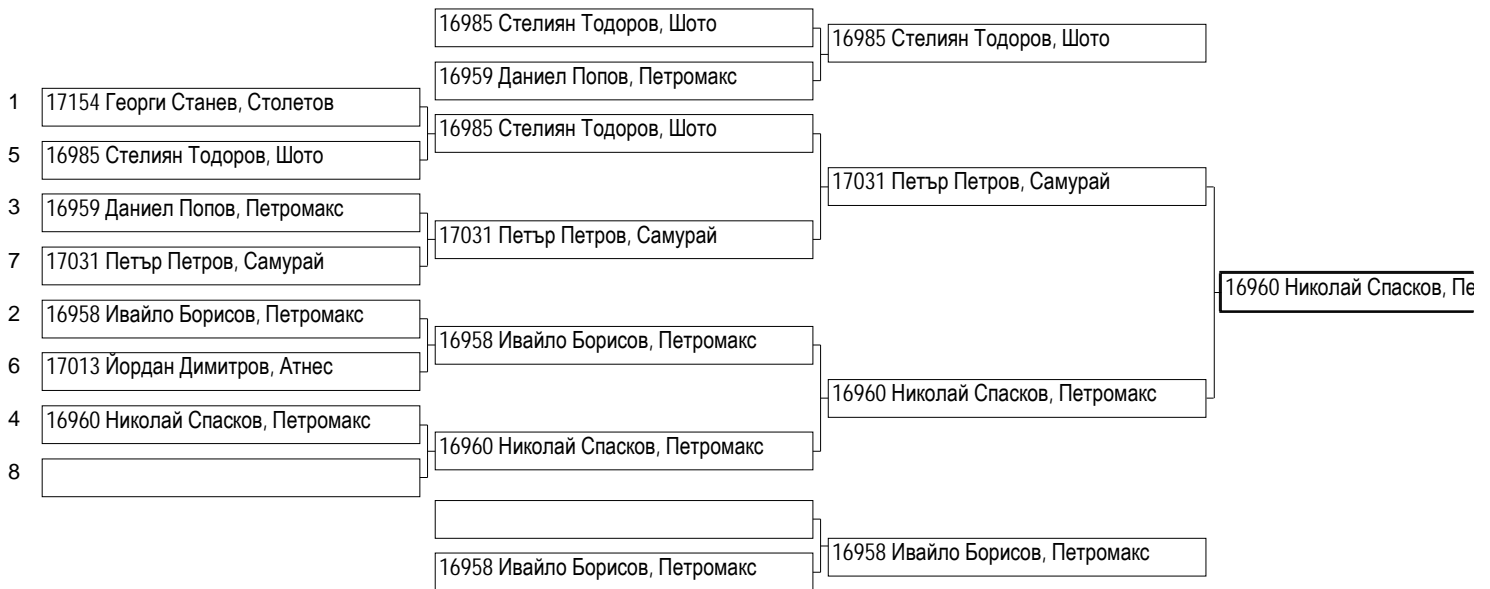 16985 Стелиян Тодоров, Шото
16985 Стелиян Тодоров, Шото
16959 Даниел Попов, Петромакс
1 17154 Георги Станев, Столетов
16985 Стелиян Тодоров, Шото
5 16985 Стелиян Тодоров, Шото
17031 Петър Петров, Самурай
3 16959 Даниел Попов, Петромакс
17031 Петър Петров, Самурай
7 17031 Петър Петров, Самурай
16960 Николай Спасков, Пе
2 16958 Ивайло Борисов, Петромакс
16958 Ивайло Борисов, Петромакс
6 17013 Йордан Димитров, Атнес
16960 Николай Спасков, Петромакс
4 16960 Николай Спасков, Петромакс
16960 Николай Спасков, Петромакс
8
16958 Ивайло Борисов, Петромакс
16958 Ивайло Борисов, Петромакс